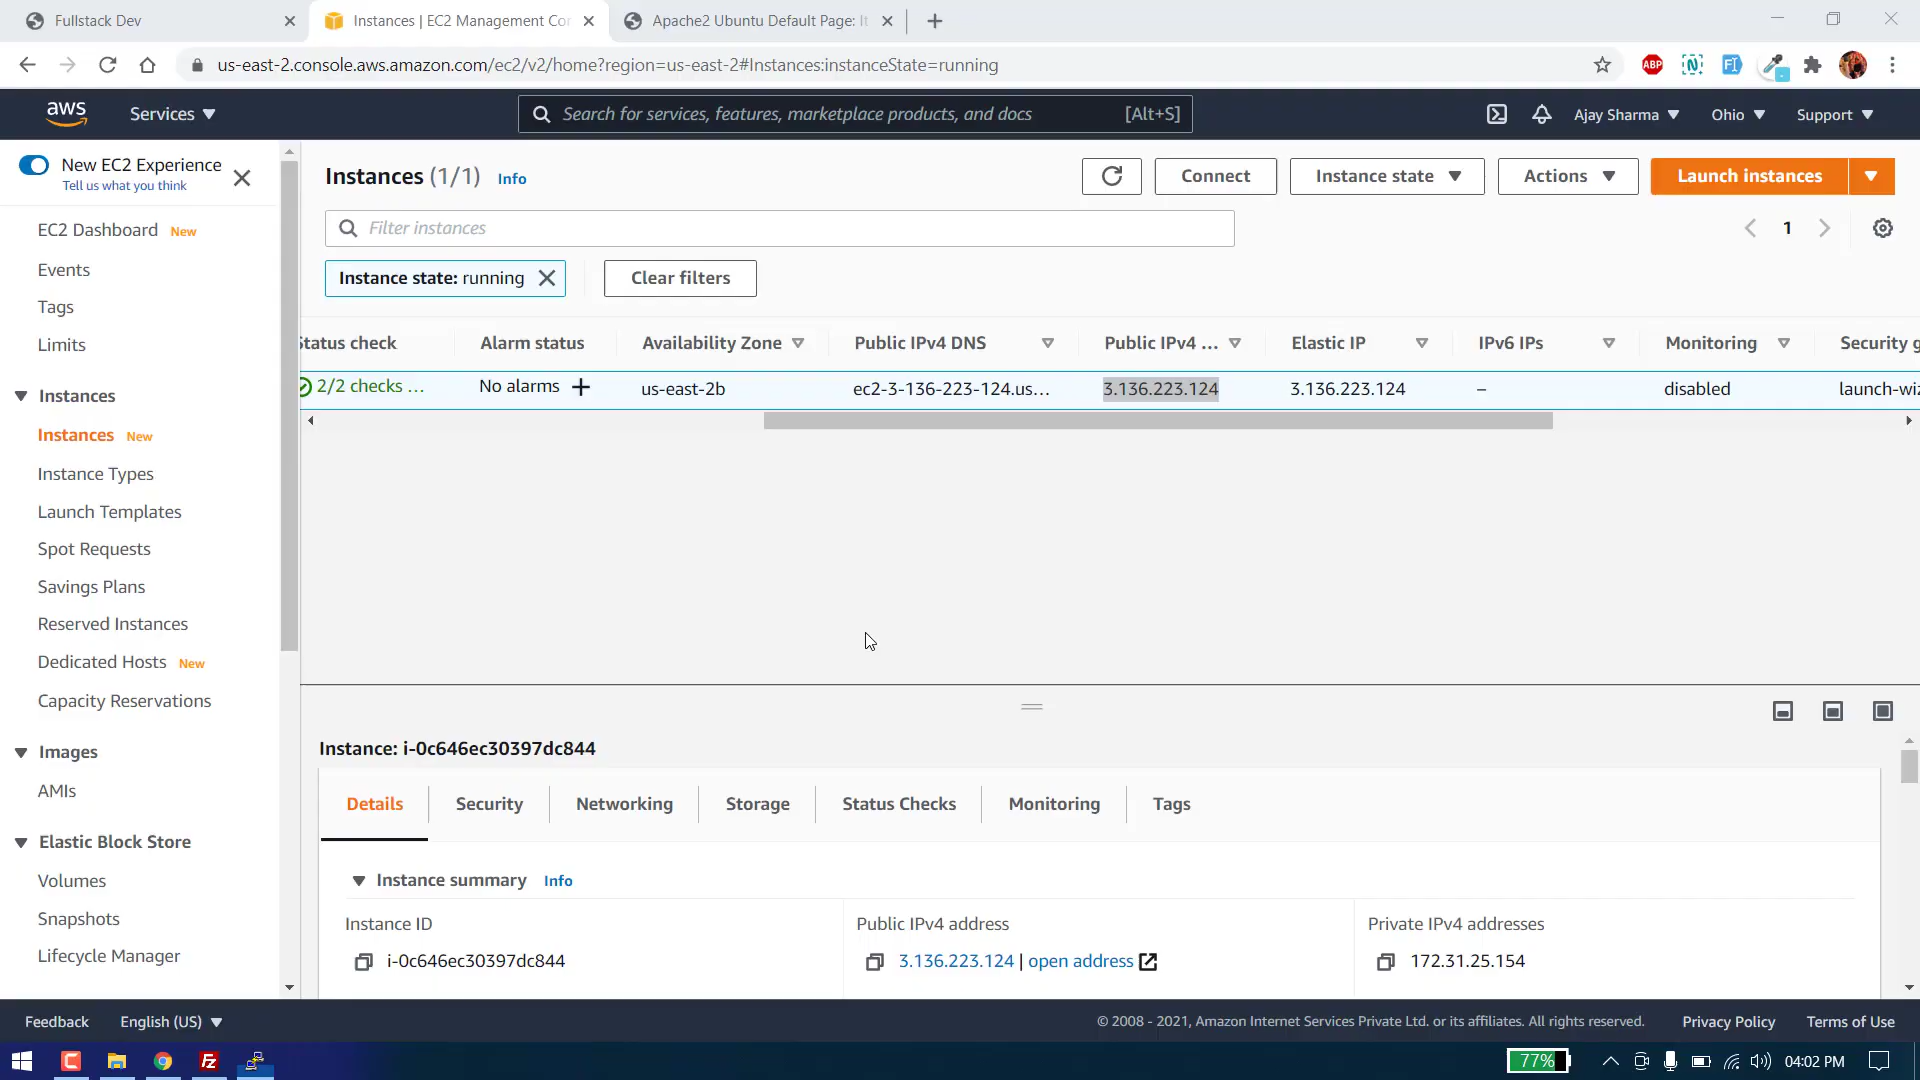 Fullstack Dev
Instances | EC2 Management Cor
Apache2 Ubuntu Default Page: It
us-east-2.console.aws.amazon.com/ec2/v2/home?region=us-east-2#Instances:instanceState=running
ABP
aws
Services
Search for services, features, marketplace products, and docs
[Alt+S]
Ajay Sharma
Ohio
Support
New EC2 Experience
Tell us what you think
EC2 Dashboard New
Events
Tags
Limits
Instances
Instances New
Instance Types
Launch Templates
Spot Requests
Savings Plans
Reserved Instances
Dedicated Hosts New
Capacity Reservations
Images
AMIs
Elastic Block Store
Volumes
Snapshots
Lifecycle Manager
Instances (1/1) Info
Connect
Instance state
Actions
Launch instances
Filter instances
1
Instance state: running
Clear filters
Status check
Alarm status
Availability Zone
Public IPv4 DNS
Public IPv4 ...
Elastic IP
IPv6 IPs
Monitoring
Security g
2/2 checks ...
No alarms +
us-east-2b
ec2-3-136-223-124.us...
3.136.223.124
3.136.223.124
–
disabled
launch-wiz
Instance: i-0c646ec30397dc844
Details
Security
Networking
Storage
Status Checks
Monitoring
Tags
Instance summary Info
Instance ID
i-0c646ec30397dc844
Public IPv4 address
3.136.223.124 | open address
Private IPv4 addresses
172.31.25.154
Feedback
English (US)
© 2008 - 2021, Amazon Internet Services Private Ltd. or its affiliates. All rights reserved.
Privacy Policy
Terms of Use
77%
04:02 PM